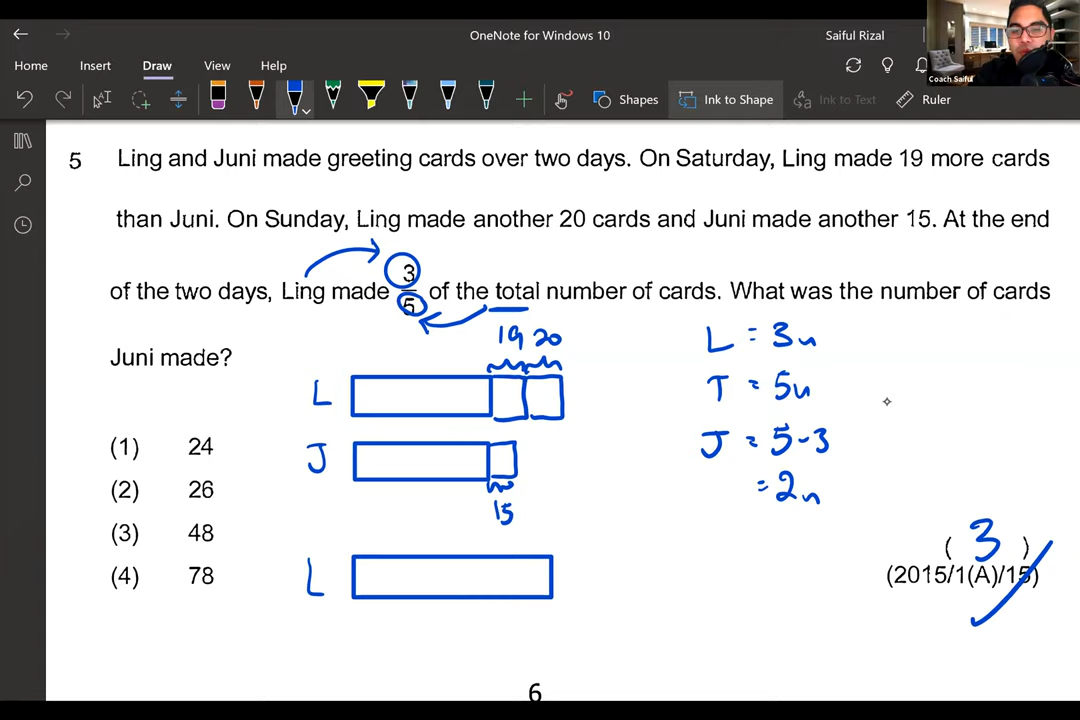 OneNote for Windows 10
Saiful Rizal
Coach Saiful
Home Insert Draw View Help
Shapes Ink to Shape Ink to Text Ruler
5 Ling and Juni made greeting cards over two days. On Saturday, Ling made 19 more cards
than Juni. On Sunday, Ling made another 20 cards and Juni made another 15. At the end
of the two days, Ling made 3/5 of the total number of cards. What was the number of cards
Juni made?
19 20
L
J
15
L
L = 3u
T = 5u
J = 5-3
= 2u
(1) 24
(2) 26
(3) 48
(4) 78
( 3 )
(2015/1(A)/15)
6